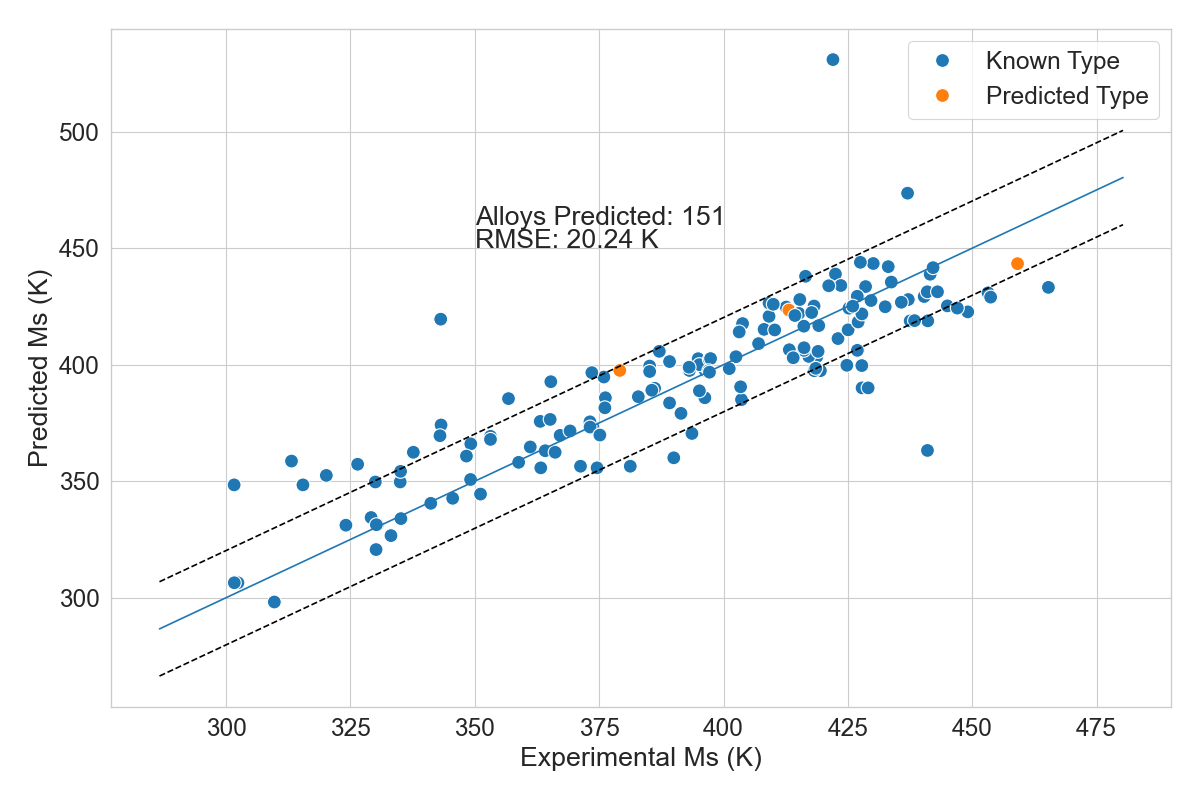 Known Type
Predicted Type
Alloys Predicted: 151
RMSE: 20.24 K
Predicted Ms (K)
500
450
400
350
300
300
325
350
375
400
425
450
475
Experimental Ms (K)